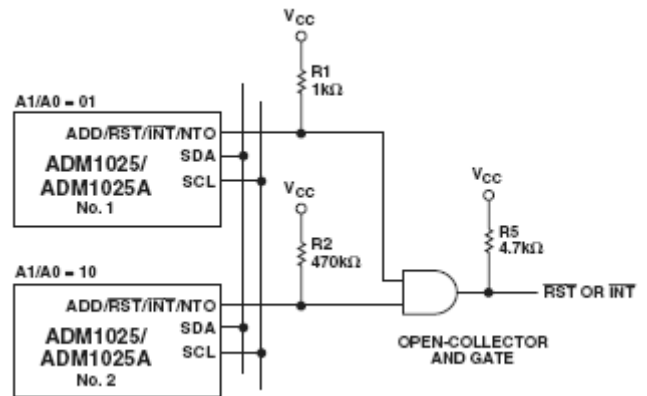 VCC
R1
1kΩ
A1/A0 = 01
ADD/RST/INT/NTO
SDA
SCL
ADM1025/
ADM1025A
No. 1
VCC
R2
470kΩ
VCC
R5
4.7kΩ
A1/A0 = 10
ADD/RST/INT/NTO
SDA
SCL
ADM1025/
ADM1025A
No. 2
RST OR INT
OPEN-COLLECTOR
AND GATE